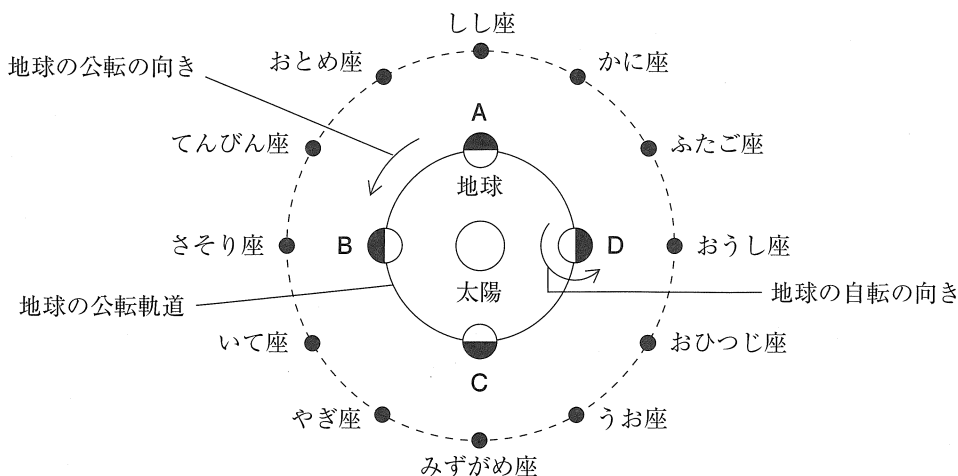 しし座
おとめ座
かに座
地球の公転の向き
A
てんびん座
ふたご座
地球
さそり座
B
D
おうし座
太陽
地球の公転軌道
地球の自転の向き
いて座
おひつじ座
C
やぎ座
うお座
みずがめ座